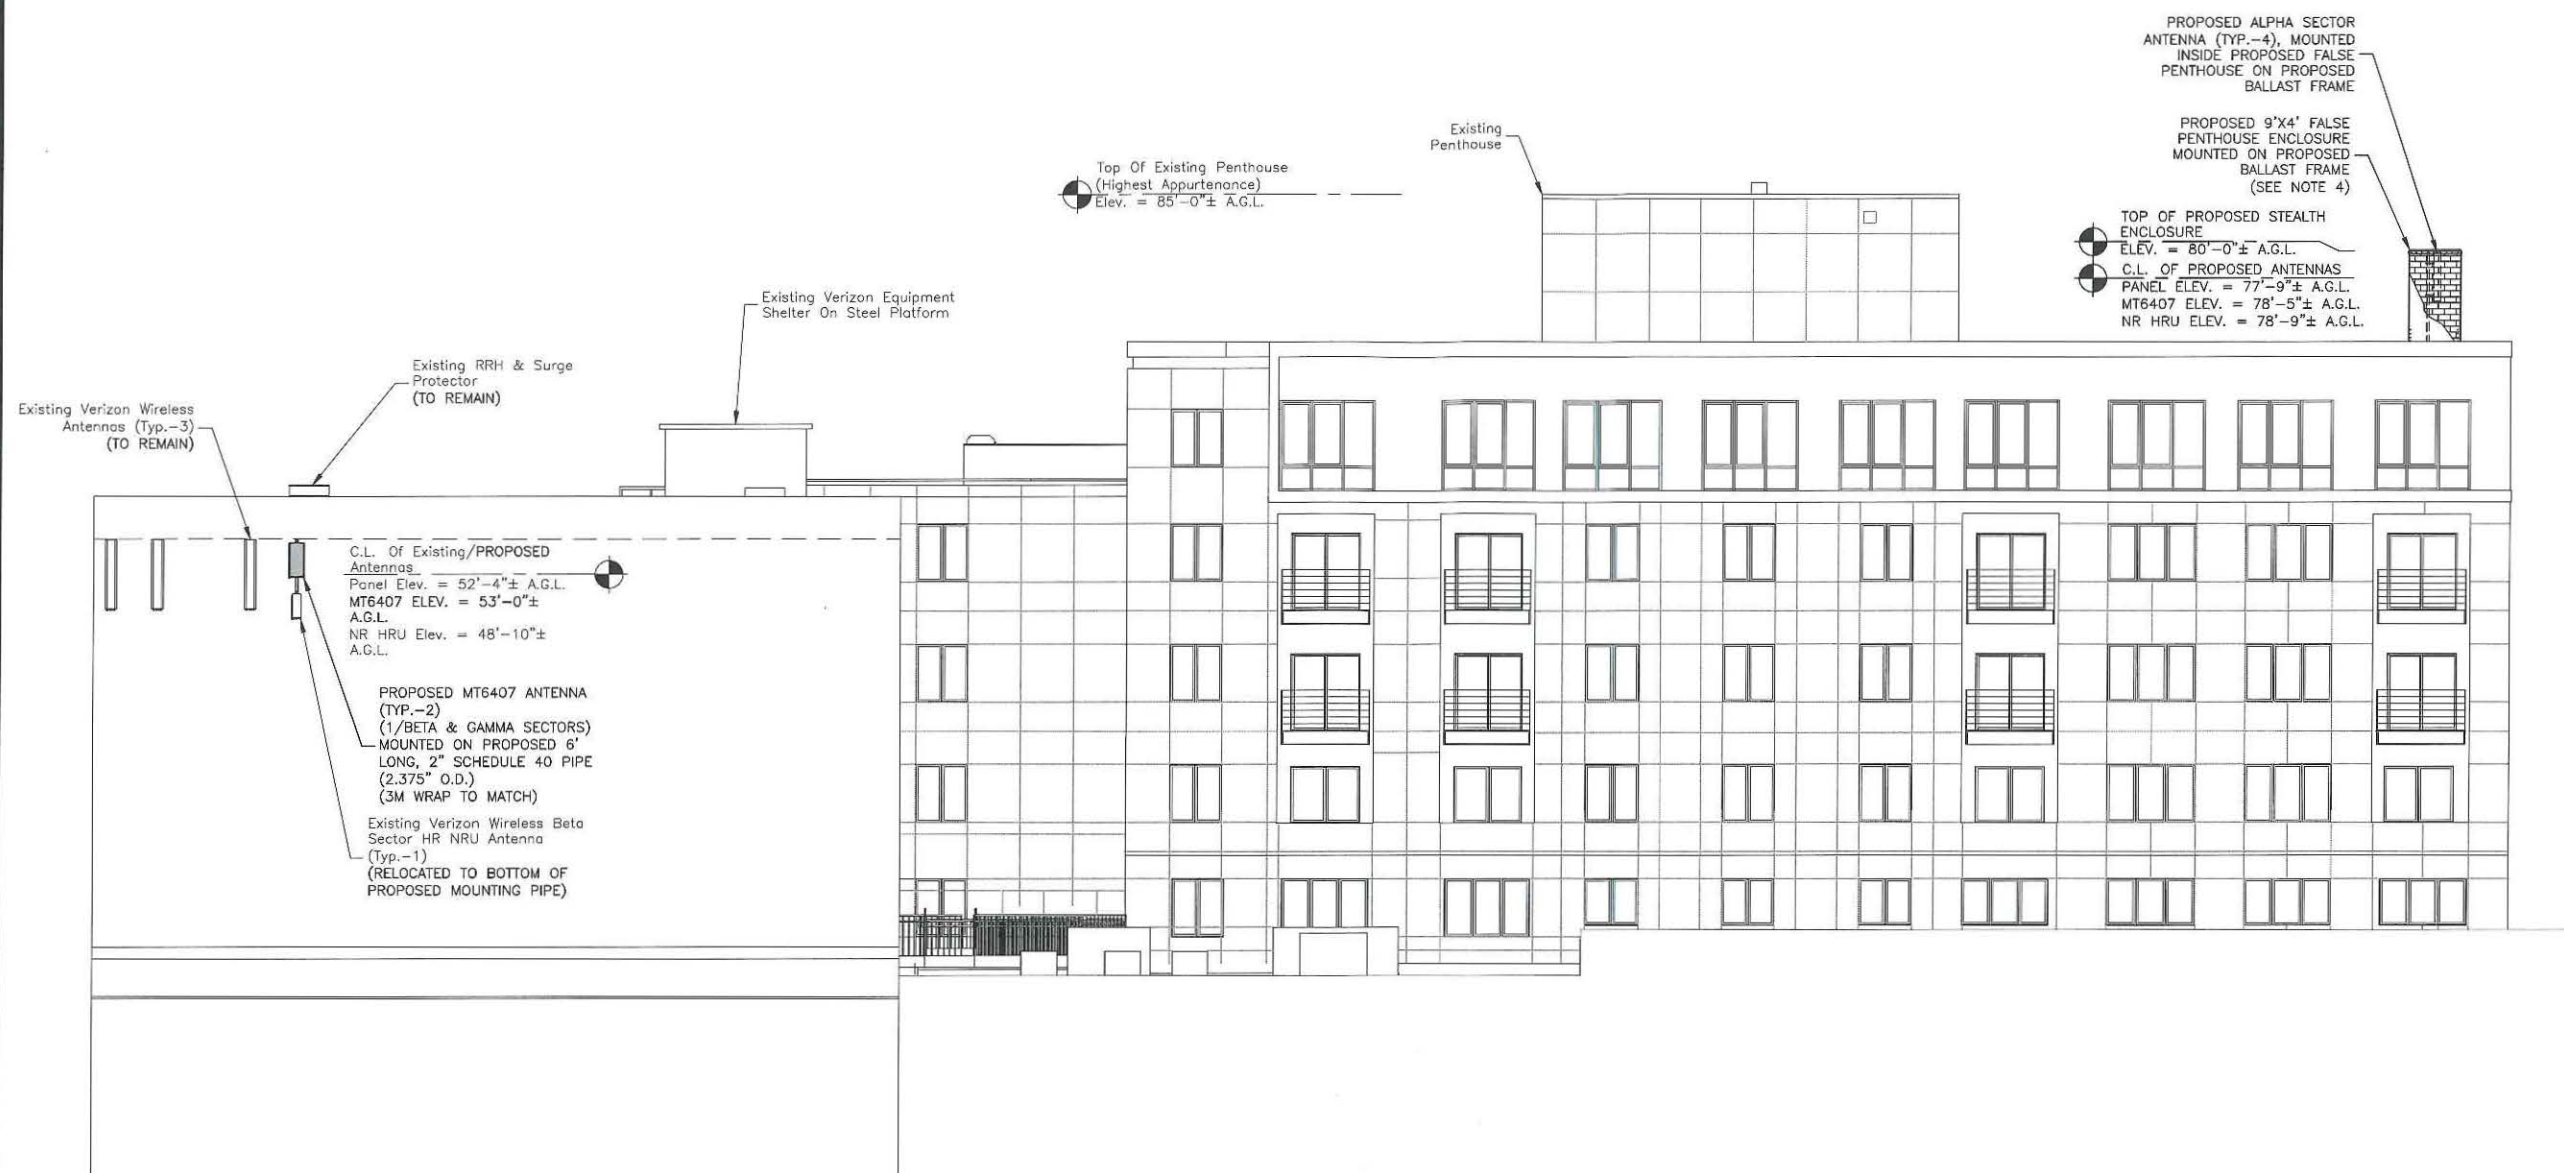 PROPOSED ALPHA SECTOR
ANTENNA (TYP.-4), MOUNTED
INSIDE PROPOSED FALSE
PENTHOUSE ON PROPOSED
BALLAST FRAME
PROPOSED 9'X4' FALSE
PENTHOUSE ENCLOSURE
MOUNTED ON PROPOSED
BALLAST FRAME
(SEE NOTE 4)
Existing
Penthouse
Top Of Existing Penthouse
(Highest Appurtenance)
Elev. = 85'-0"± A.G.L.
TOP OF PROPOSED STEALTH
ENCLOSURE
ELEV. = 80'-0"± A.G.L.
C.L. OF PROPOSED ANTENNAS
PANEL ELEV. = 77'-9"± A.G.L.
MT6407 ELEV. = 78'-5"± A.G.L.
NR HRU ELEV. = 78'-9"± A.G.L.
Existing Verizon Equipment
Shelter On Steel Platform
Existing RRH & Surge
Protector
(TO REMAIN)
Existing Verizon Wireless
Antennas (Typ.-3)
(TO REMAIN)
C.L. Of Existing/PROPOSED
Antennas
Panel Elev. = 52'-4"± A.G.L.
MT6407 ELEV. = 53'-0"±
A.G.L.
NR HRU Elev. = 48'-10"±
A.G.L.
PROPOSED MT6407 ANTENNA
(TYP.-2)
(1/BETA & GAMMA SECTORS)
MOUNTED ON PROPOSED 6'
LONG, 2" SCHEDULE 40 PIPE
(2.375" O.D.)
(3M WRAP TO MATCH)
Existing Verizon Wireless Beta
Sector HR NRU Antenna
(Typ.-1)
(RELOCATED TO BOTTOM OF
PROPOSED MOUNTING PIPE)